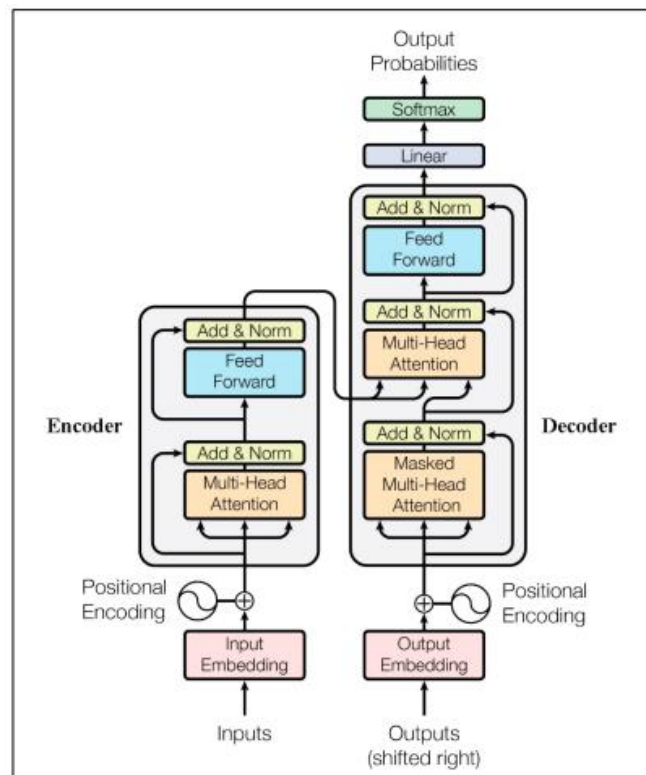 Output
Probabilities
Softmax
Linear
Add & Norm
Feed
Forward
Add & Norm
Multi-Head
Attention
Add & Norm
Masked
Multi-Head
Attention
Decoder
Add & Norm
Feed
Forward
Add & Norm
Multi-Head
Attention
Encoder
Positional
Encoding
Positional
Encoding
Input
Embedding
Output
Embedding
Inputs
Outputs
(shifted right)